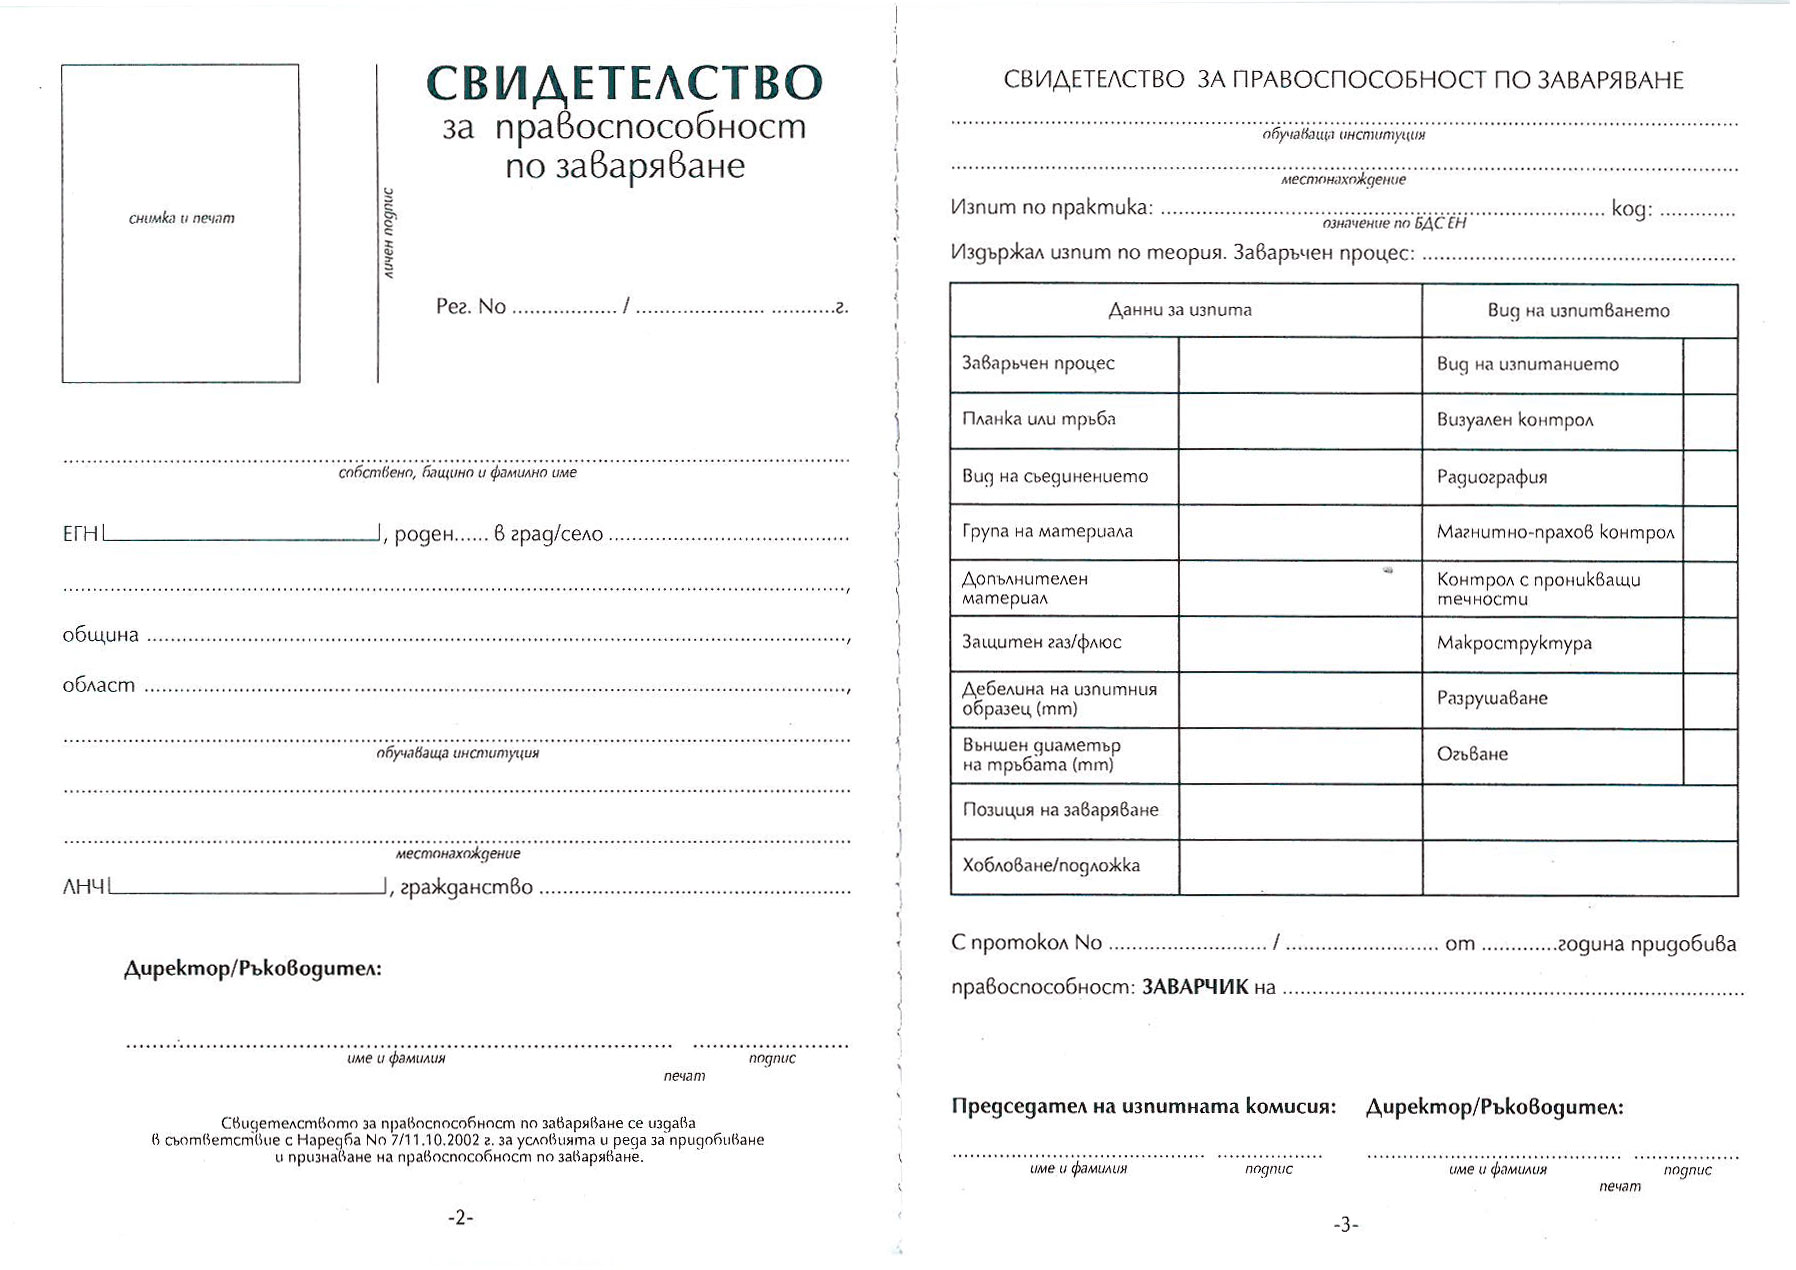 СВИДЕТЕЛСТВО
за правоспособност
по заваряване
снимка и печат
личен подпис
Рег. No .................. / ...................... ...........г.
собствено, бащино и фамилно име
ЕГН, роден...... в град/село .........................................
община ........................................................................,
област ........................................................................,
обучаваща институция
местонахождение
ЛНЧ, гражданство .....................................................
Директор/Ръководител:
име и фамилия подпис
печат
Свидетелството за правоспособност по заваряване се издава
в съответствие с Наредба No 7/11.10.2002 г. за условията и реда за придобиване
и признаване на правоспособност по заваряване.
-2-
СВИДЕТЕЛСТВО ЗА ПРАВОСПОСОБНОСТ ПО ЗАВАРЯВАНЕ
обучаваща институция
местонахождение
Изпит по практика: ............................................................ код: .............
означение по БДС ЕН
Издържал изпит по теория. Заваръчен процес: .....................................................
Данни за изпита Вид на изпитването
Заваръчен процес Вид на изпитанието
Планка или тръба Визуален контрол
Вид на съединението Радиография
Група на материала Магнитно-прахов контрол
Допълнителен
материал
Контрол с проникващи
течности
Защитен газ/флюс Макроструктура
Дебелина на изпитния
образец (mm)
Разрушаване
Външен диаметър
на тръбата (mm)
Огъване
Позиция на заваряване
Хобловане/подложка
С протокол No ........................... / .......................... от .............година придобива
правоспособност: ЗАВАРЧИК на ...............................................................................
Председател на изпитната комисия: Директор/Ръководител:
име и фамилия подпис име и фамилия подпис
печат
-3-